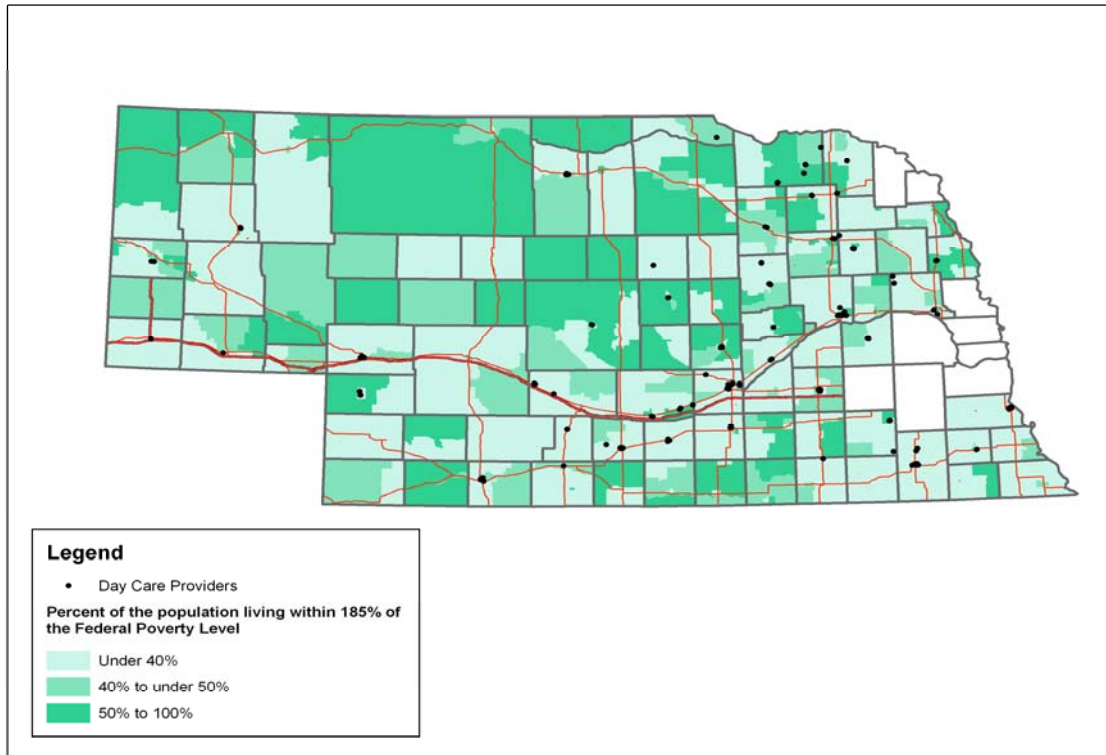 Legend
Day Care Providers
Percent of the population living within 185% of
the Federal Poverty Level
Under 40%
40% to under 50%
50% to 100%